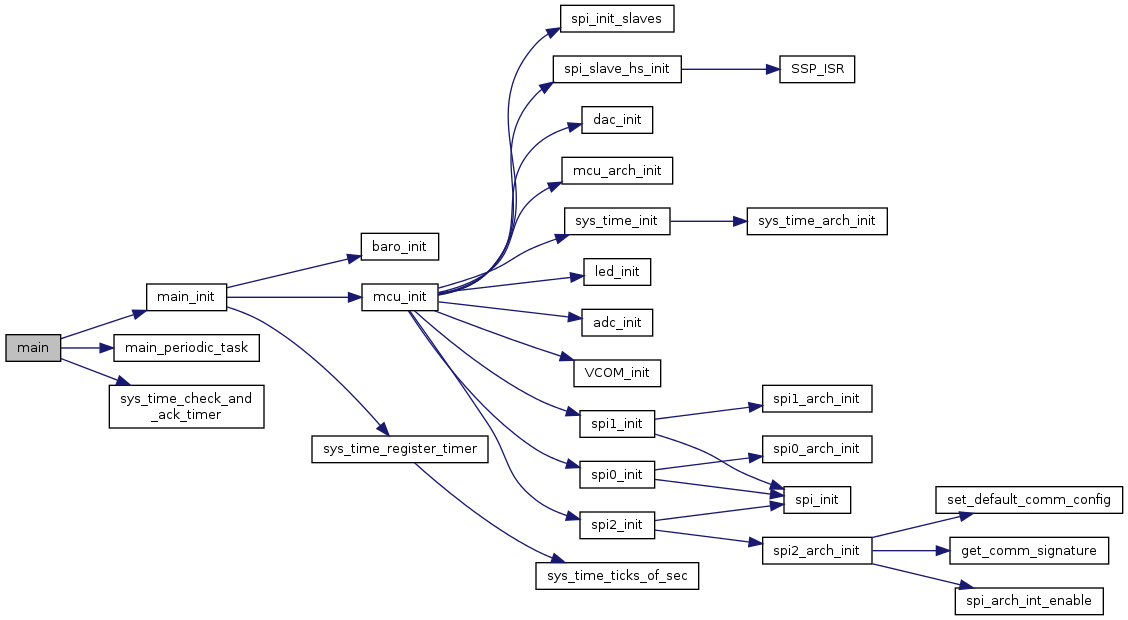 spi_init_slaves
spi_slave_hs_init
SSP_ISR
dac_init
mcu_arch_init
sys_time_init
sys_time_arch_init
baro_init
led_init
main_init
mcu_init
adc_init
main
main_periodic_task
VCOM_init
sys_time_check_and
_ack_timer
spi1_init
spi1_arch_init
sys_time_register_timer
spi0_init
spi0_arch_init
spi_init
set_default_comm_config
spi2_init
spi2_arch_init
get_comm_signature
sys_time_ticks_of_sec
spi_arch_int_enable